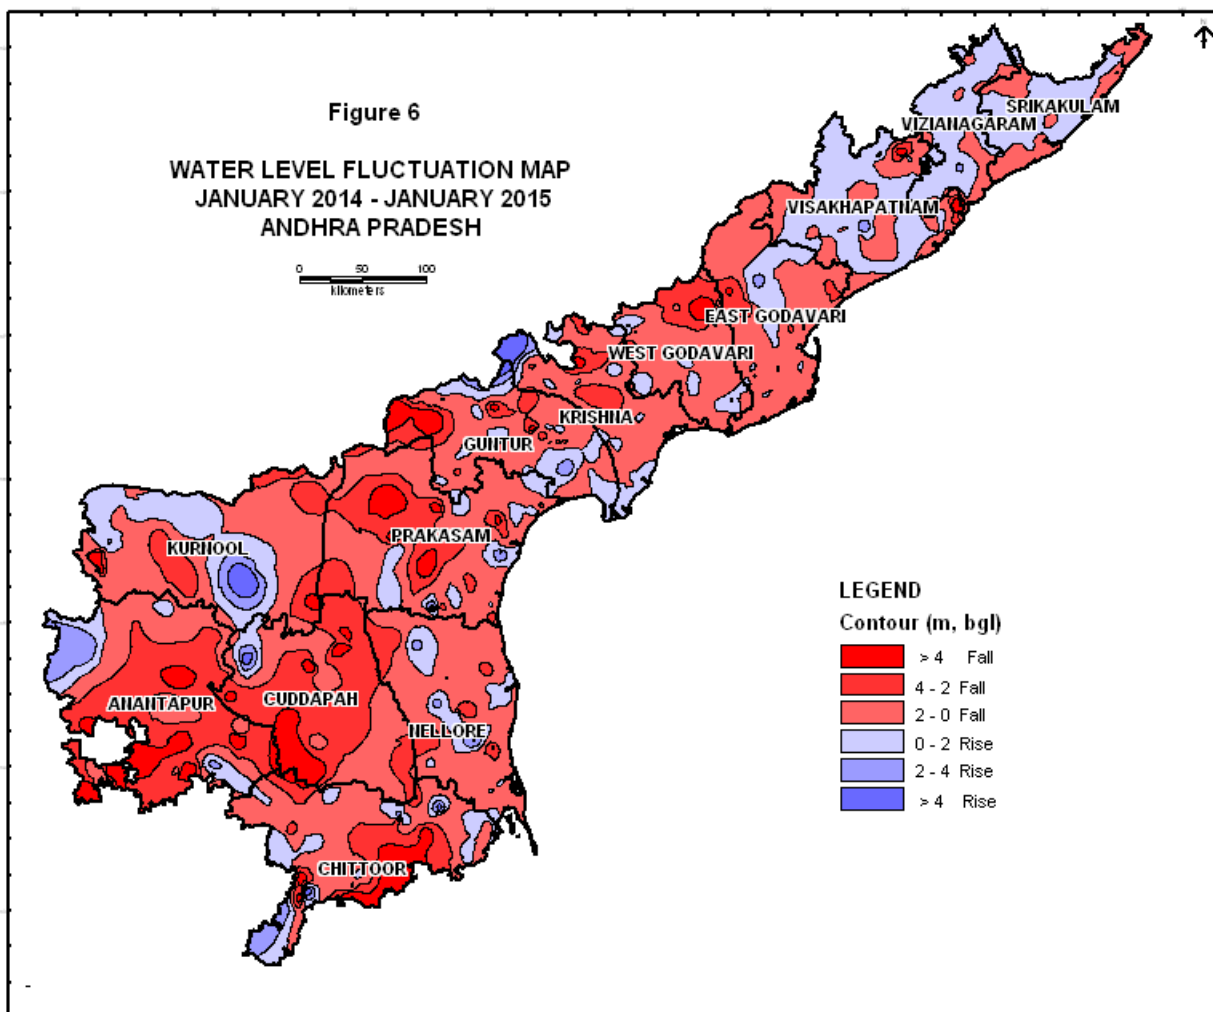 N
Figure 6
WATER LEVEL FLUCTUATION MAP
JANUARY 2014 - JANUARY 2015
ANDHRA PRADESH
0 50 100
kilometers
SRIKAKULAM
VIZIANAGARAM
VISAKHAPATNAM
EAST GODAVARI
WEST GODAVARI
KRISHNA
GUNTUR
PRAKASAM
KURNOOL
ANANTAPUR
CUDDAPAH
NELLORE
CHITTOOR
LEGEND
Contour (m, bgl)
> 4 Fall
4 - 2 Fall
2 - 0 Fall
0 - 2 Rise
2 - 4 Rise
> 4 Rise